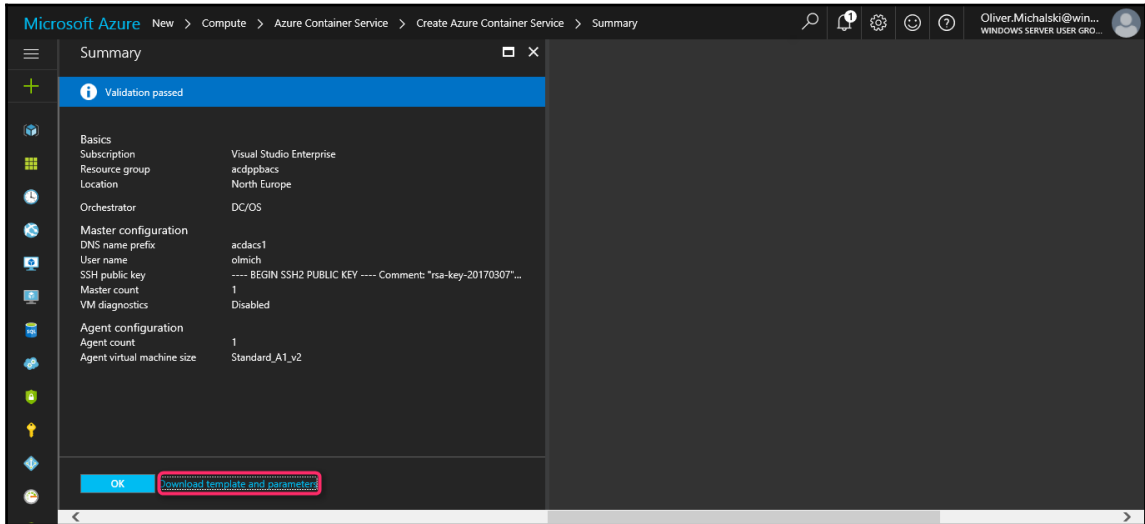 Microsoft Azure New > Compute > Azure Container Service > Create Azure Container Service > Summary
1
Oliver.Michalski@win...
WINDOWS SERVER USER GRO...
Summary
Validation passed
Basics
Subscription Visual Studio Enterprise
Resource group acdppbacs
Location North Europe
Orchestrator DC/OS
Master configuration
DNS name prefix acdacs1
User name olmich
SSH public key ---- BEGIN SSH2 PUBLIC KEY ---- Comment: "rsa-key-20170307"...
Master count 1
VM diagnostics Disabled
Agent configuration
Agent count 1
Agent virtual machine size Standard_A1_v2
SQL
OK Download template and parameters